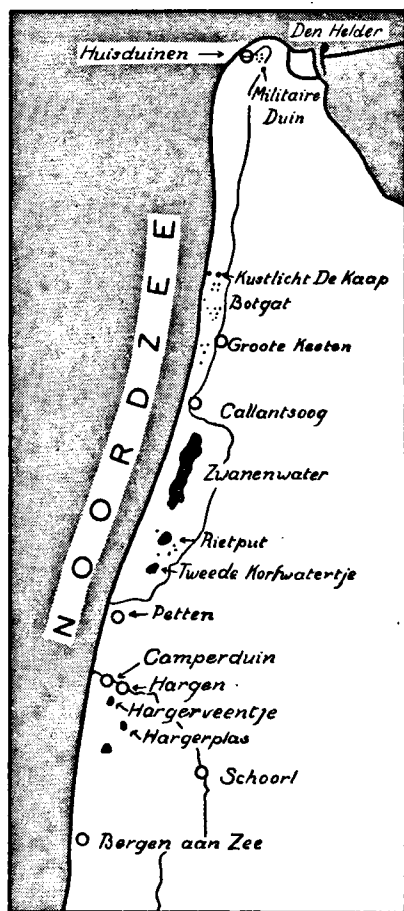 Den Helder
Huisduinen
Militaire
Duin
NOORDZEE
Kustlicht De Kaap
Botgat
Groote Keeten
Callantsoog
Zwanenwater
Rietput
Tweede Korfwatertje
Petten
Camperduin
Hargen
Hargerveentje
Hargerplas
Schoorl
Bergen aan Zee